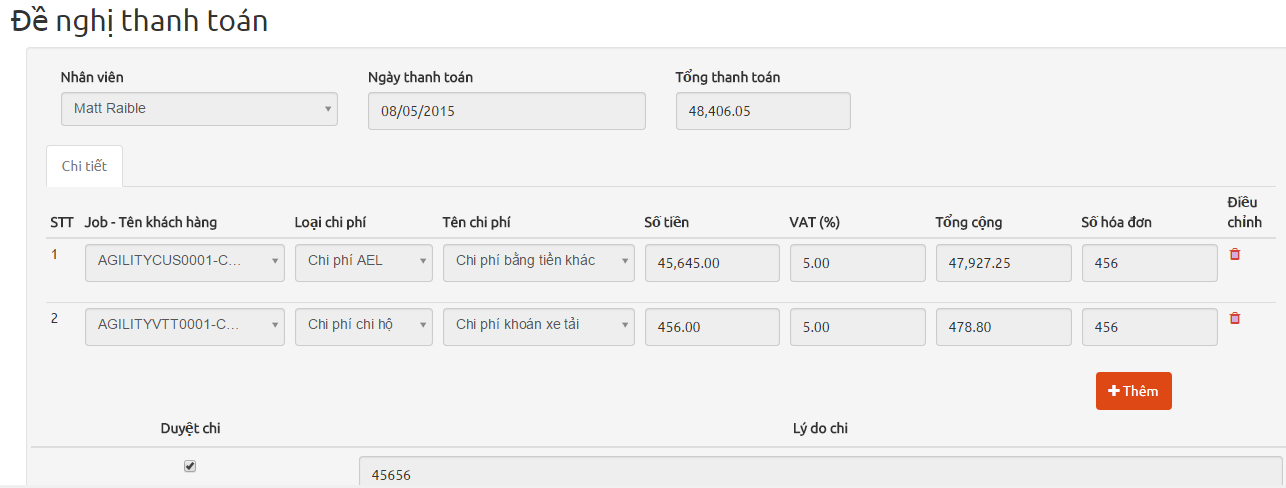 Đề nghị thanh toán
Nhân viên Ngày thanh toán Tổng thanh toán
Matt Raible 08/05/2015 48,406.05
Chi tiết
STT Job - Tên khách hàng Loại chi phí Tên chi phí Số tiền VAT (%) Tổng cộng Số hóa đơn Điều chỉnh
1 AGILITYCUS0001-C... Chi phí AEL Chi phí bằng tiền khác 45,645.00 5.00 47,927.25 456
2 AGILITYVTT0001-C... Chi phí chi hộ Chi phí khoán xe tải 456.00 5.00 478.80 456
Thêm
Duyệt chi Lý do chi
45656